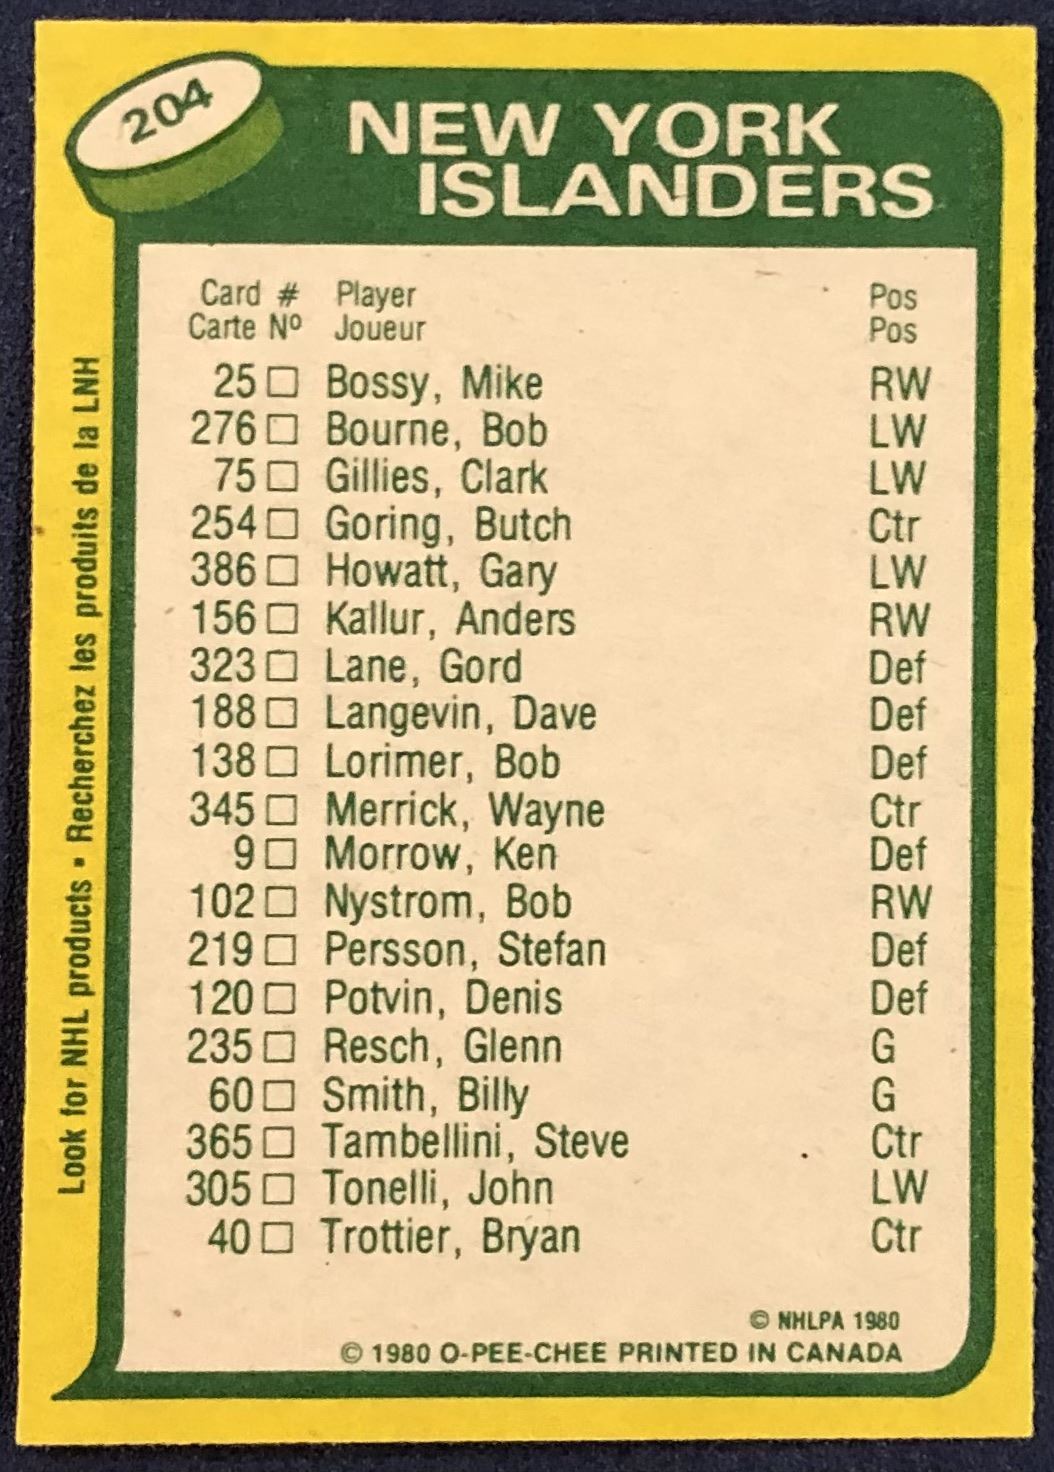 204
NEW YORK
ISLANDERS
Card # Player Pos
Carte Nº Joueur Pos
25 □ Bossy, Mike RW
276 □ Bourne, Bob LW
75 □ Gillies, Clark LW
254 □ Goring, Butch Ctr
386 □ Howatt, Gary LW
156 □ Kallur, Anders RW
323 □ Lane, Gord Def
188 □ Langevin, Dave Def
138 □ Lorimer, Bob Def
345 □ Merrick, Wayne Ctr
9 □ Morrow, Ken Def
102 □ Nystrom, Bob RW
219 □ Persson, Stefan Def
120 □ Potvin, Denis Def
235 □ Resch, Glenn G
60 □ Smith, Billy G
365 □ Tambellini, Steve Ctr
305 □ Tonelli, John LW
40 □ Trottier, Bryan Ctr
© NHLPA 1980
© 1980 O-PEE-CHEE PRINTED IN CANADA
Look for NHL products • Recherchez les produits de la LNH